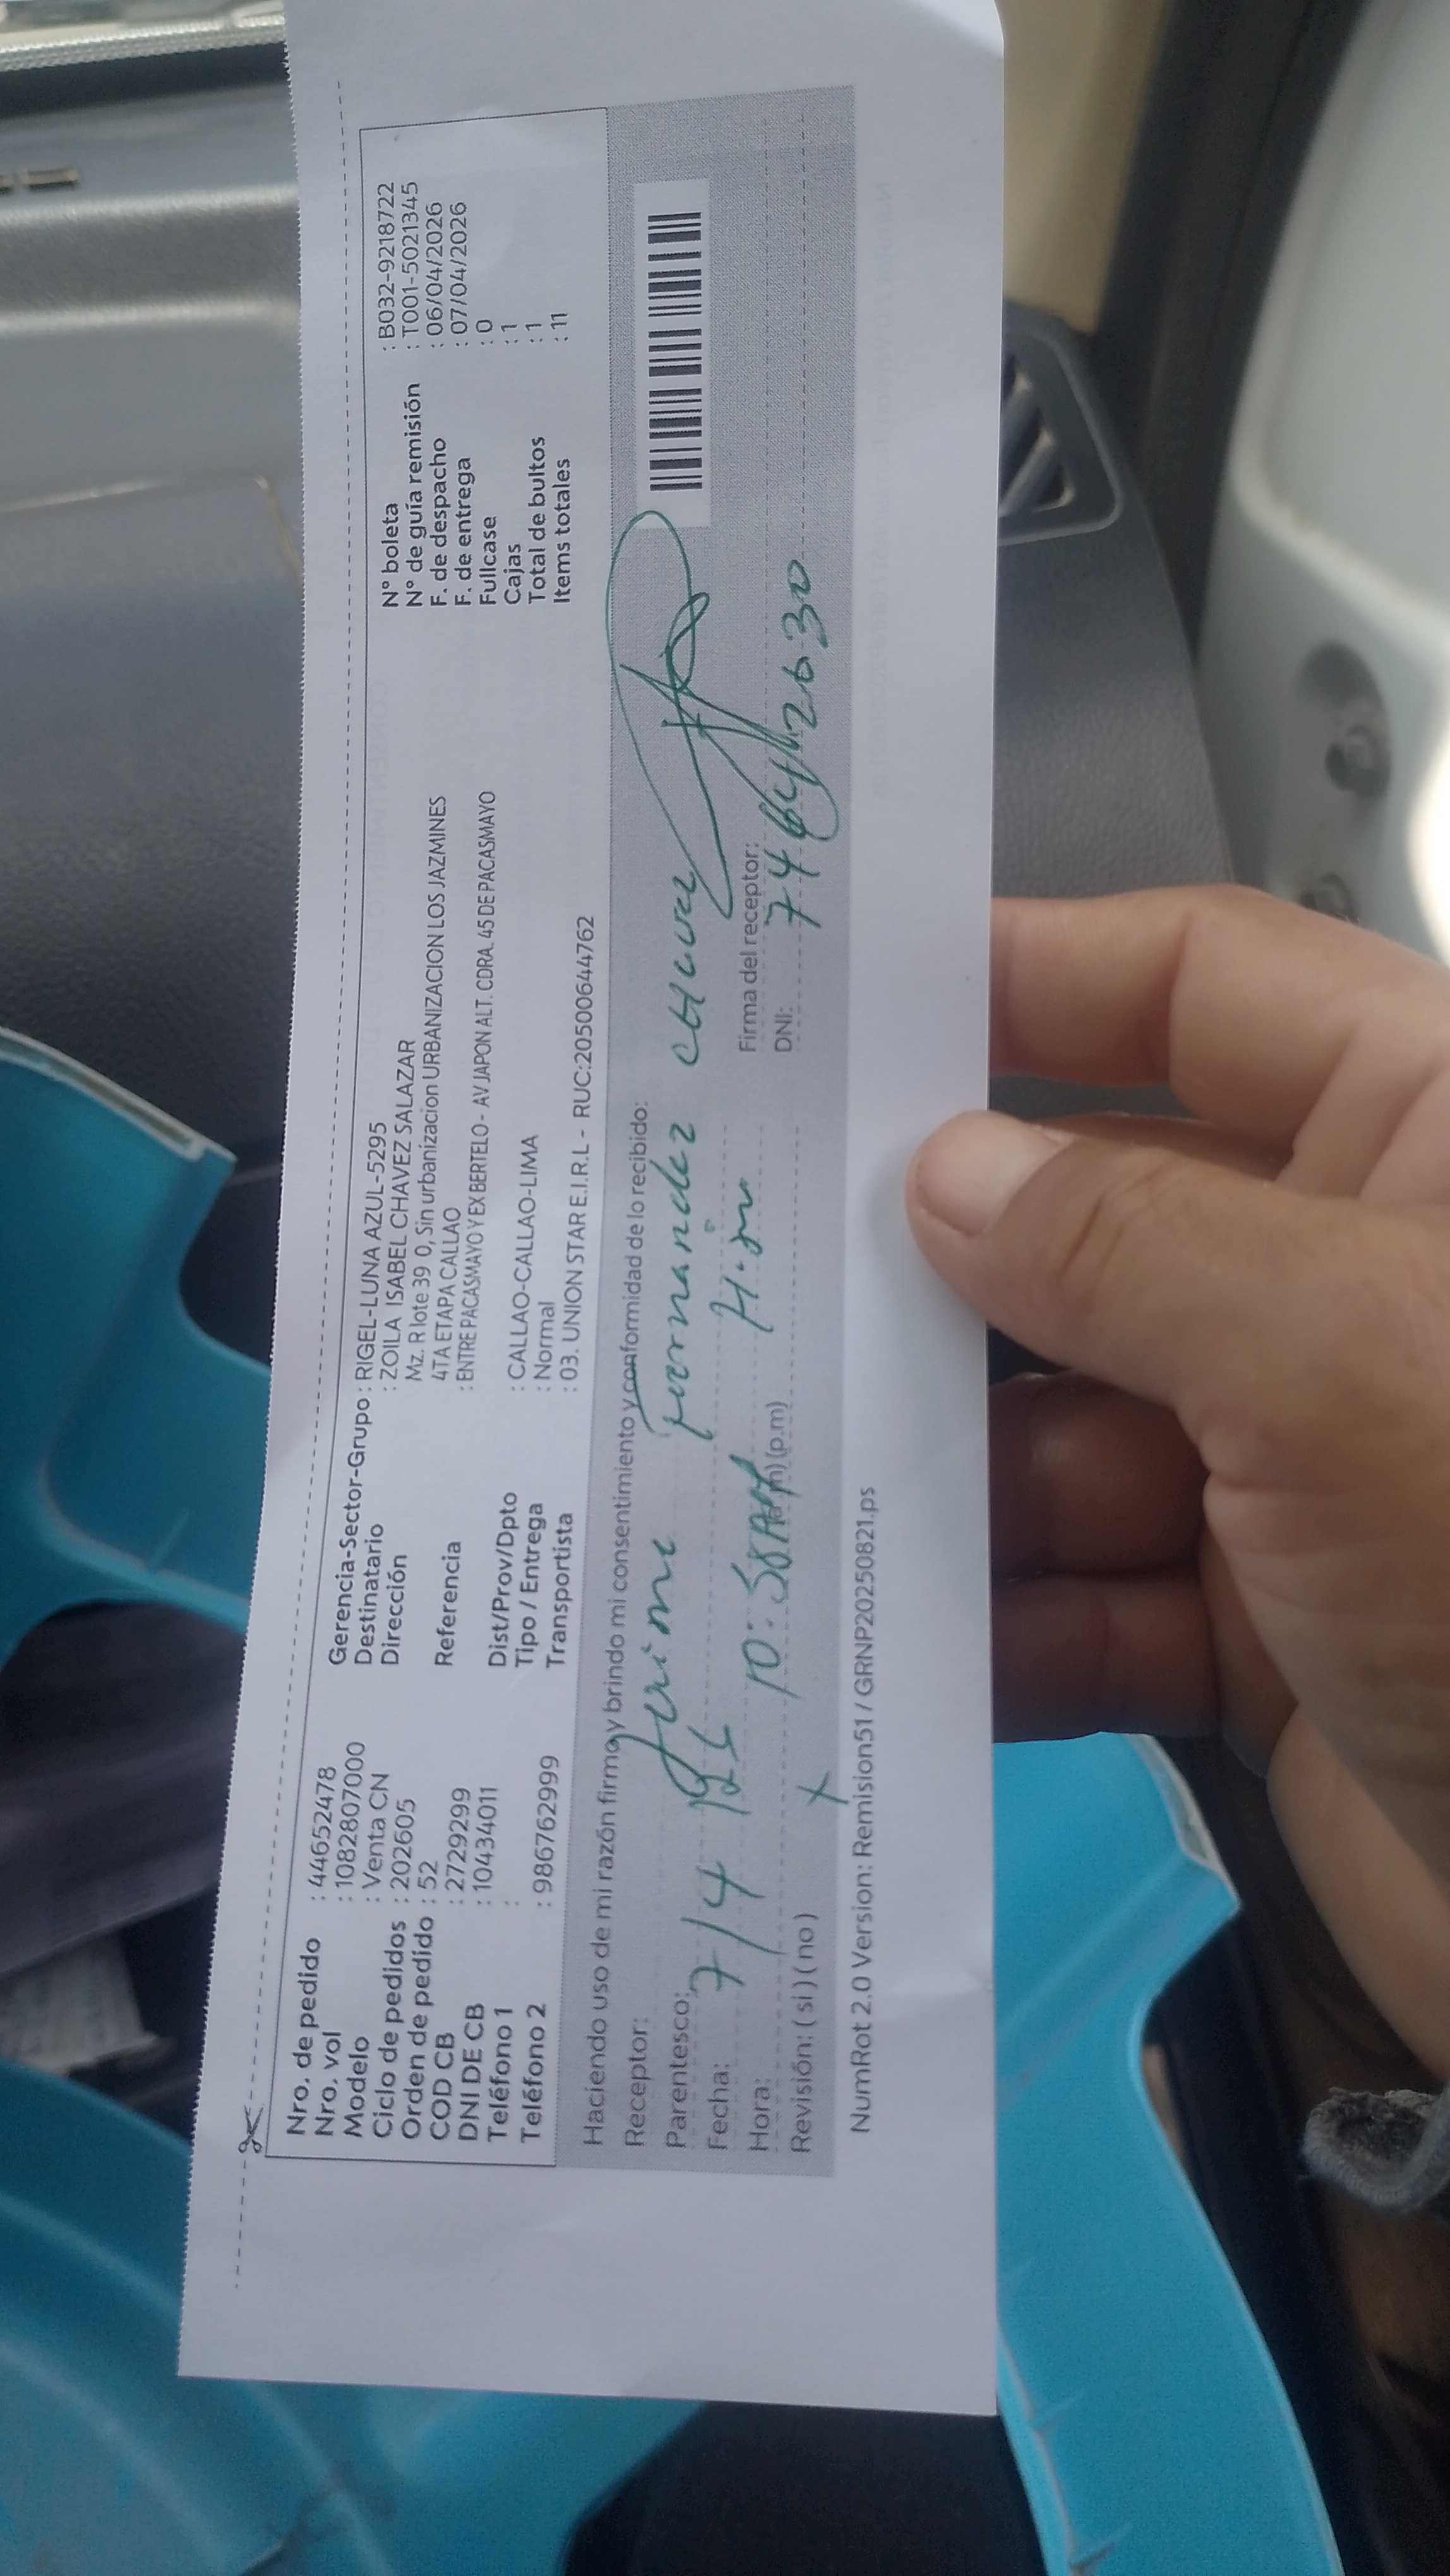 Nro. de pedido : 44652478
Nro. vol : 1082807000
Modelo : Venta CN
Ciclo de pedidos : 202605
Orden de pedido : 52
COD CB : 2729299
DNI DE CB : 10434011
Teléfono 1 :
Teléfono 2 : 986762999
Gerencia-Sector-Grupo : RIGEL-LUNA AZUL-5295
Destinatario : ZOILA ISABEL CHAVEZ SALAZAR
Dirección Mz. R lote 39 0, Sin urbanizacion URBANIZACION LOS JAZMINES
4TA ETAPA CALLAO
Referencia : ENTRE PACASMAYO Y EX BERTELO - AV JAPON ALT. CDRA. 45 DE PACASMAYO
Dist/Prov/Dpto : CALLAO-CALLAO-LIMA
Tipo / Entrega : Normal
Transportista : 03. UNION STAR E.I.R.L - RUC:20500644762
N° boleta : B032-9218722
N° de guía remisión : T001-5021345
F. de despacho : 06/04/2026
F. de entrega : 07/04/2026
Fullcase : 0
Cajas : 1
Total de bultos : 1
Items totales : 11
Haciendo uso de mi razón firmo y brindo mi consentimiento y conformidad de lo recibido:
Receptor: Fernandez
Parentesco: H
Fecha: 7/4
Hora: 10:58 AM (a.m) (p.m)
Revisión: ( si ) ( no ) X
Firma del receptor:
DNI:
NumRot 2.0 Version: Remision51 / GRNP20250821.ps